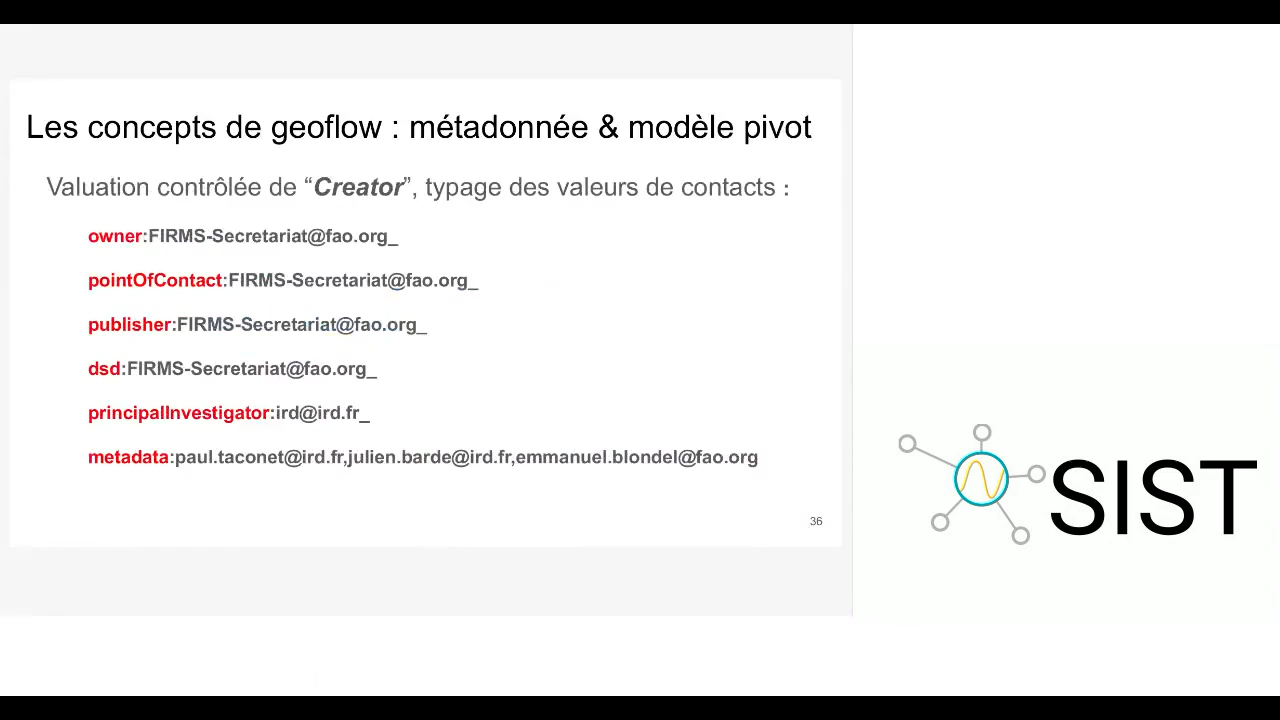 Les concepts de geoflow : métadonnée & modèle pivot
Valuation contrôlée de “Creator”, typage des valeurs de contacts :
owner:FIRMS-Secretariat@fao.org_
pointOfContact:FIRMS-Secretariat@fao.org_
publisher:FIRMS-Secretariat@fao.org_
dsd:FIRMS-Secretariat@fao.org_
principalInvestigator:ird@ird.fr_
metadata:paul.taconet@ird.fr,julien.barde@ird.fr,emmanuel.blondel@fao.org
36
SIST